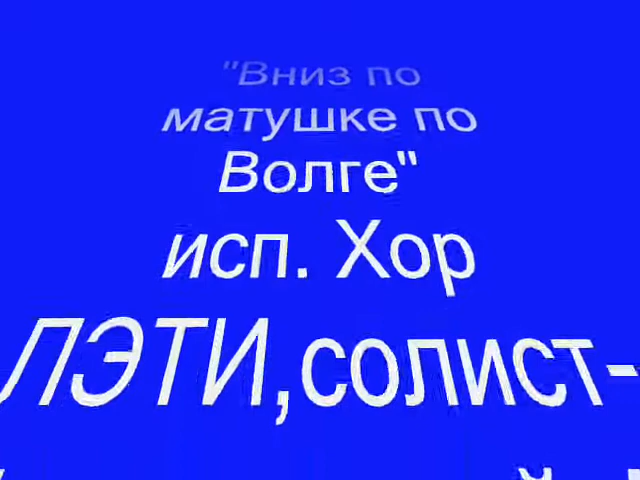 "Вниз по
матушке по
Волге"
исп. Хор
ЛЭТИ,солист-